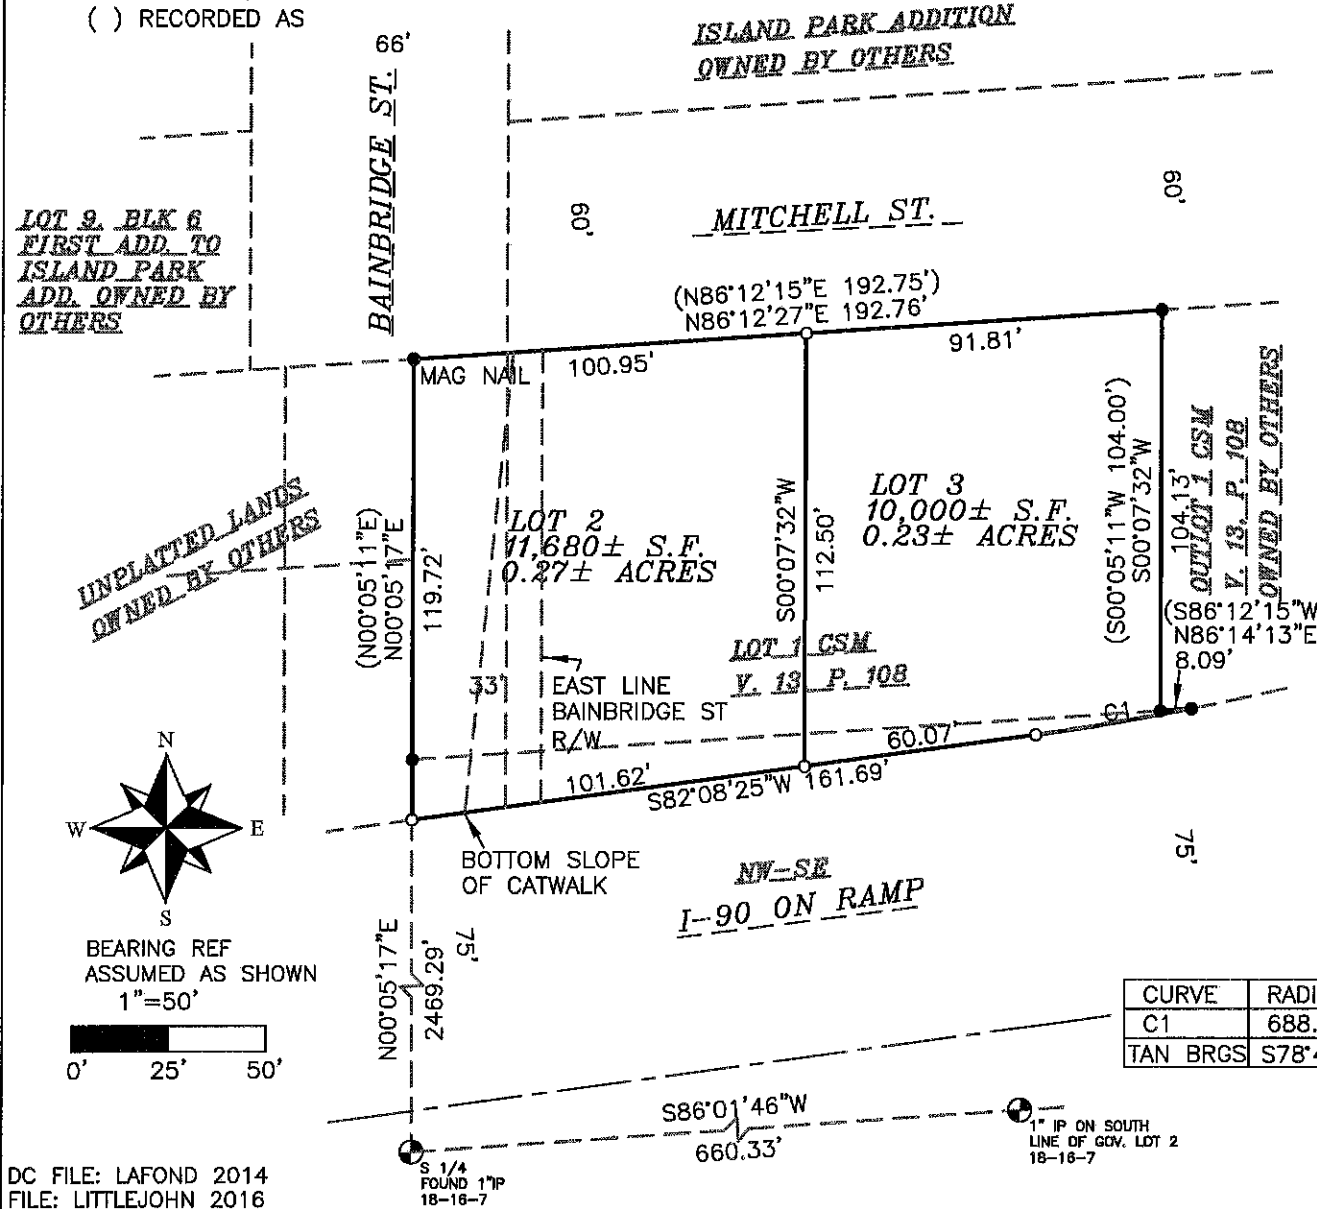 ( ) RECORDED AS
66'
ISLAND PARK ADDITION
OWNED BY OTHERS
BAINBRIDGE ST.
LOT 9, BLK 6
FIRST ADD. TO
ISLAND PARK
ADD. OWNED BY
OTHERS
60'
MITCHELL ST.
60'
(N86°12'15"E 192.75')
N86°12'27"E 192.76'
MAG NAIL
100.95'
91.81'
UNPLATTED LANDS
OWNED BY OTHERS
(N00°05'11"E)
N00°05'17"E
119.72'
LOT 2
11,680± S.F.
0.27± ACRES
S00°07'32"W
112.50'
LOT 3
10,000± S.F.
0.23± ACRES
(S00°05'11"W 104.00')
S00°07'32"W
104.13'
OUTLOT 1 CSM
V. 13, P. 108
OWNED BY OTHERS
(S86°12'15"W
N86°14'13"E
8.09'
LOT 1 CSM
V. 13 P. 108
33'
EAST LINE
BAINBRIDGE ST
R/W
C1
60.07'
101.62'
S82°08'25"W 161.69'
N
W
E
S
BOTTOM SLOPE
OF CATWALK
NW-SE
I-90 ON RAMP
75'
75'
BEARING REF
ASSUMED AS SHOWN
1"=50'
0' 25' 50'
N00°05'17"E
2469.29'
CURVE RADI
C1 688.
TAN BRGS S78°4
S86°01'46"W
660.33'
1" IP ON SOUTH
LINE OF GOV. LOT 2
18-16-7
S 1/4
FOUND 1"IP
18-16-7
DC FILE: LAFOND 2014
FILE: LITTLEJOHN 2016